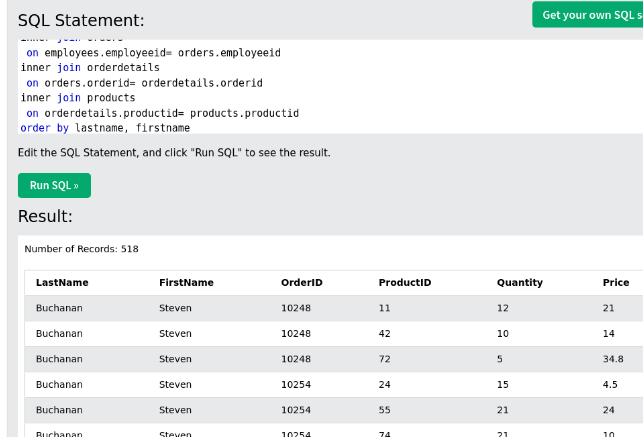 SQL Statement:
Get your own SQL s
inner join orders
on employees.employeeid= orders.employeeid
inner join orderdetails
on orders.orderid= orderdetails.orderid
inner join products
on orderdetails.productid= products.productid
order by lastname, firstname
Edit the SQL Statement, and click "Run SQL" to see the result.
Run SQL »
Result:
Number of Records: 518
LastName FirstName OrderID ProductID Quantity Price
Buchanan Steven 10248 11 12 21
Buchanan Steven 10248 42 10 14
Buchanan Steven 10248 72 5 34.8
Buchanan Steven 10254 24 15 4.5
Buchanan Steven 10254 55 21 24
Buchanan Steven 10254 74 21 10